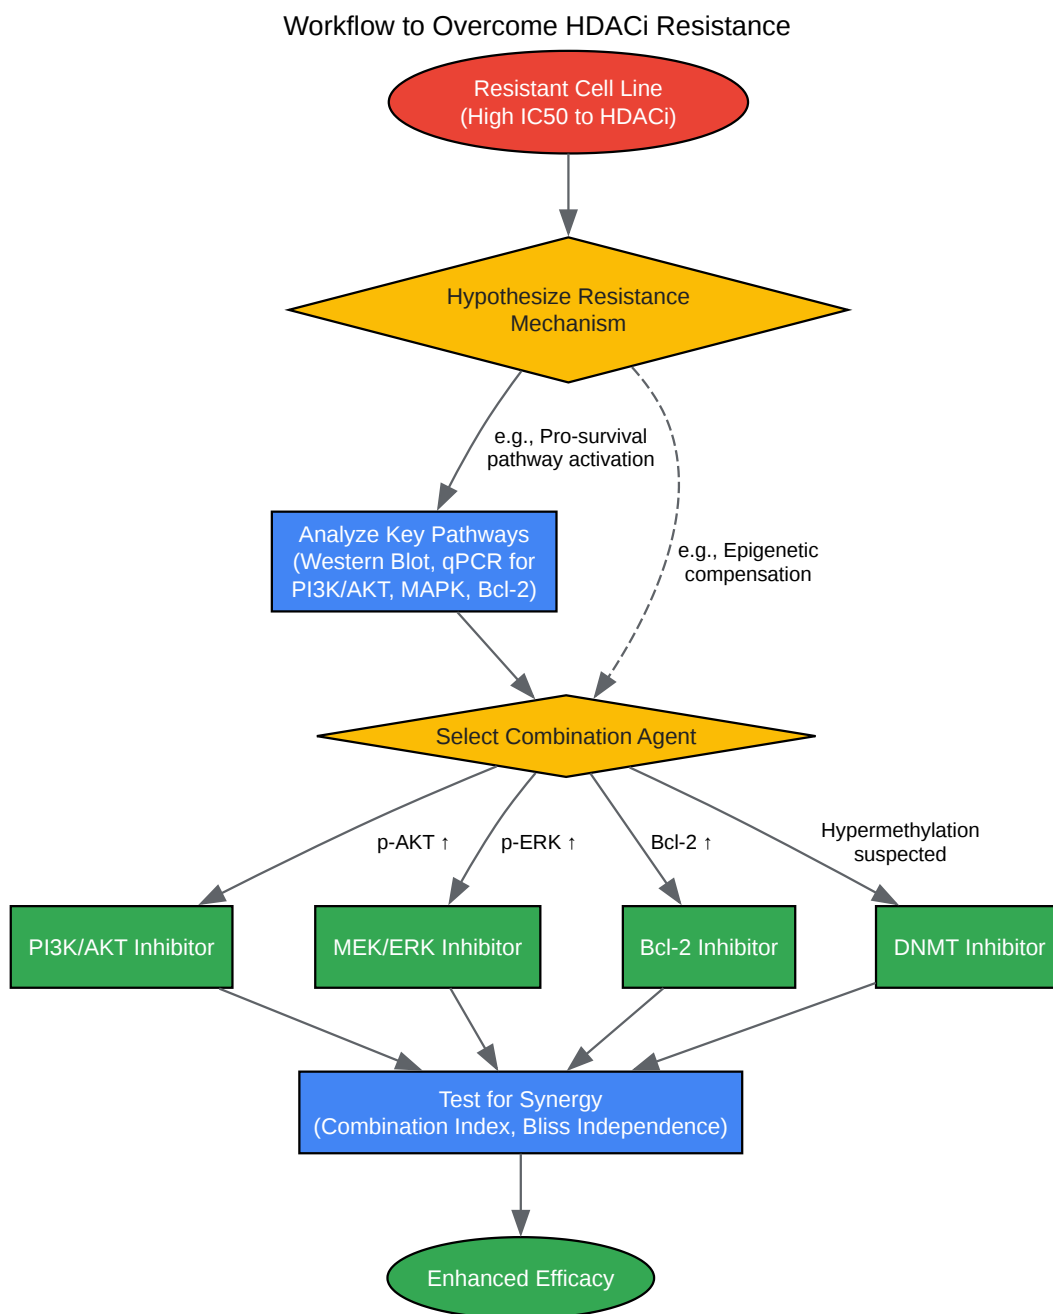 Workflow to Overcome HDACi Resistance
Resistant Cell Line
(High IC50 to HDACi)
Hypothesize Resistance
Mechanism
e.g., Pro-survival
pathway activation
Analyze Key Pathways
(Western Blot, qPCR for
PI3K/AKT, MAPK, Bcl-2)
e.g., Epigenetic
compensation
Select Combination Agent
p-AKT ↑
p-ERK ↑
Bcl-2 ↑
Hypermethylation
suspected
PI3K/AKT Inhibitor
MEK/ERK Inhibitor
Bcl-2 Inhibitor
DNMT Inhibitor
Test for Synergy
(Combination Index, Bliss Independence)
Enhanced Efficacy